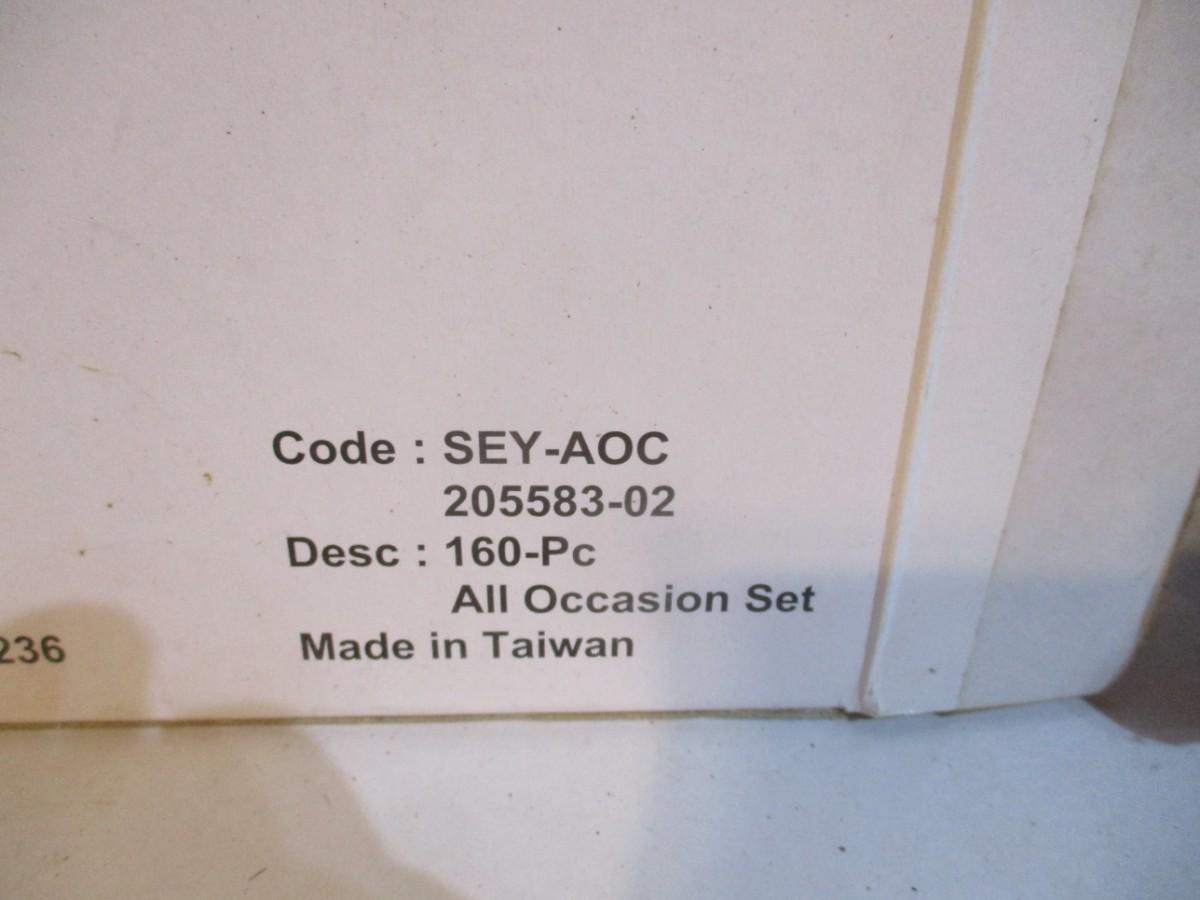 Code : SEY-AOC
205583-02
Desc : 160-Pc
All Occasion Set
236
Made in Taiwan